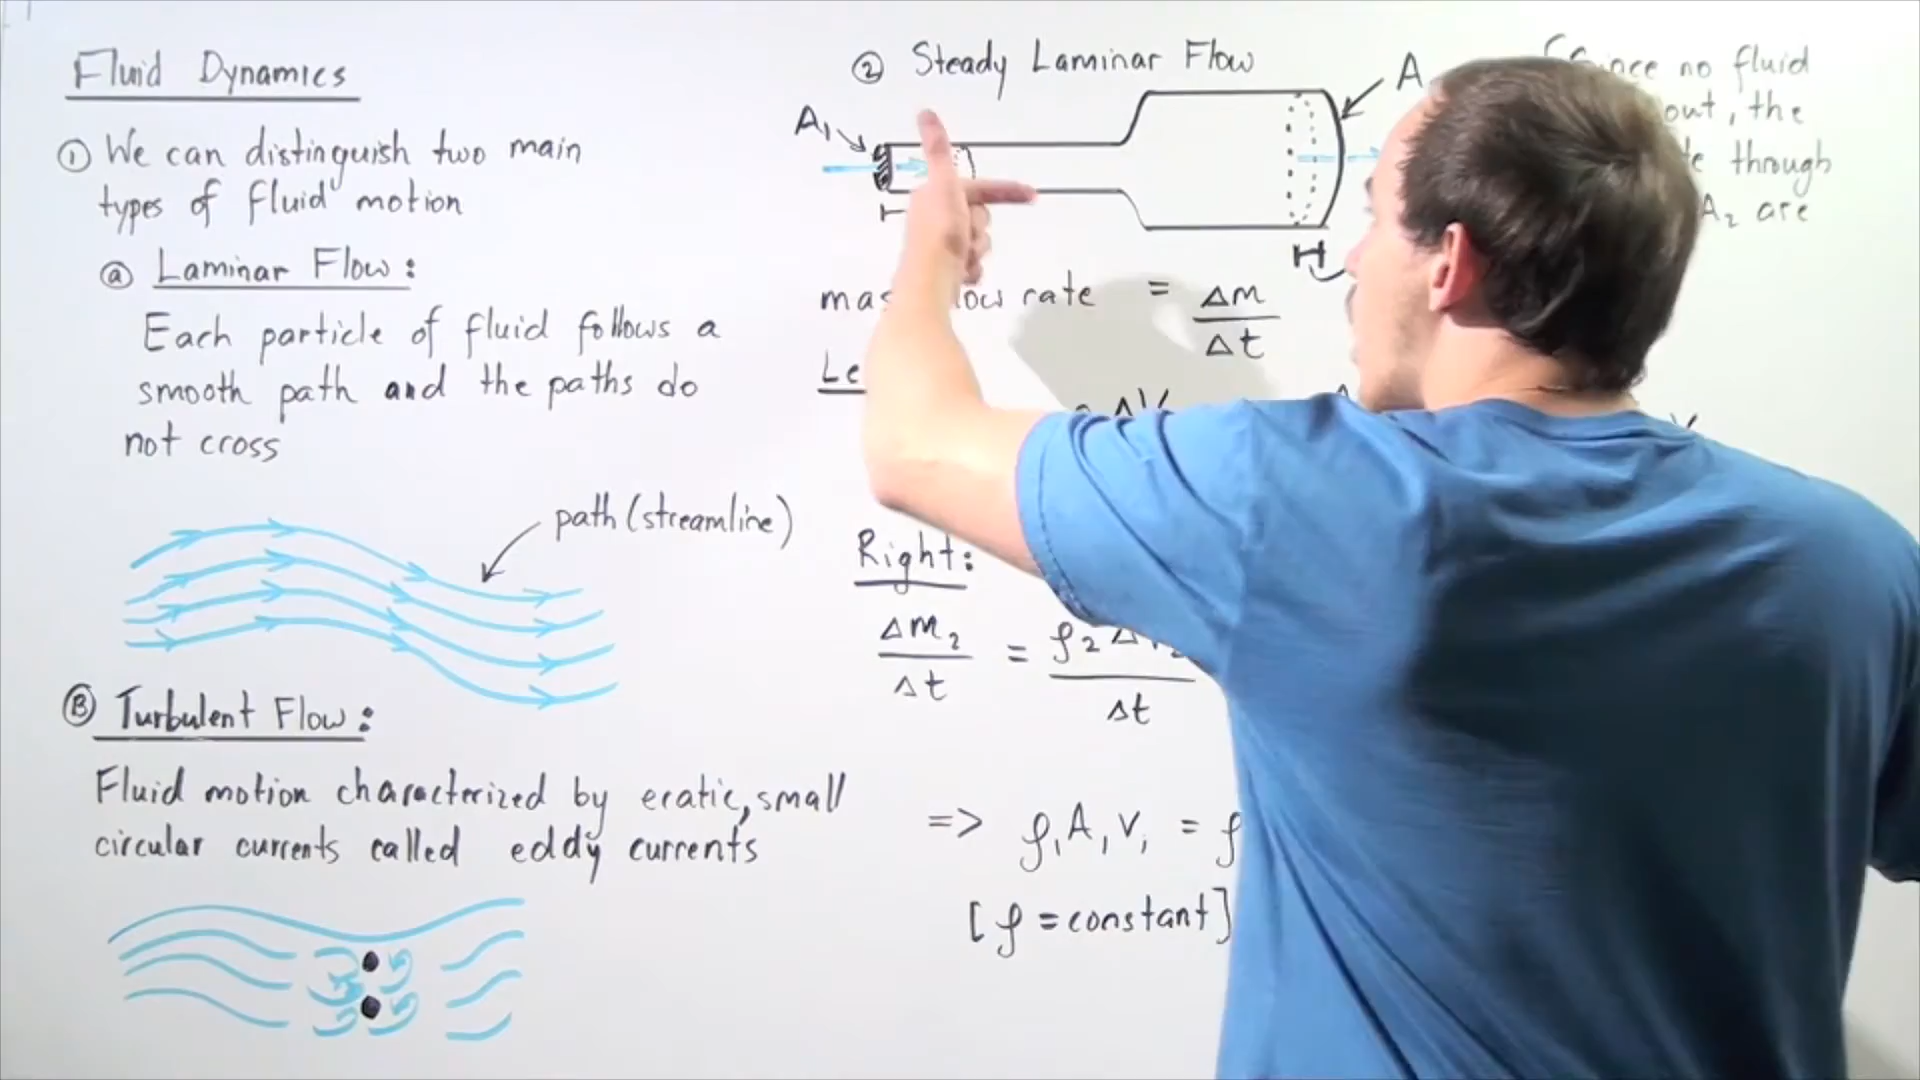 Fluid Dynamics
① We can distinguish two main
types of fluid motion
ⓐ Laminar Flow:
Each particle of fluid follows a
smooth path and the paths do
not cross
path (streamline)
Ⓑ Turbulent Flow:
Fluid motion characterized by eratic, small
circular currents called eddy currents
② Steady Laminar Flow
A₁
A
rate = Δm
Δt
Right:
Δm₂ = ρ₂ Δ
Δt Δt
=> ρ₁A₁v₁ = ρ
[ρ = constant]
no fluid
out, the
through
A₂ are